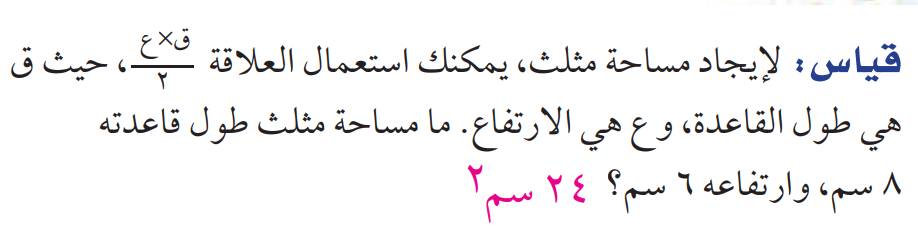 قياس: لإيجاد مساحة مثلث، يمكنك استعمال العلاقة ق×ع/٢، حيث ق
هي طول القاعدة، و ع هي الارتفاع. ما مساحة مثلث طول قاعدته
٨ سم، وارتفاعه ٦ سم؟ ٢٤ سم٢